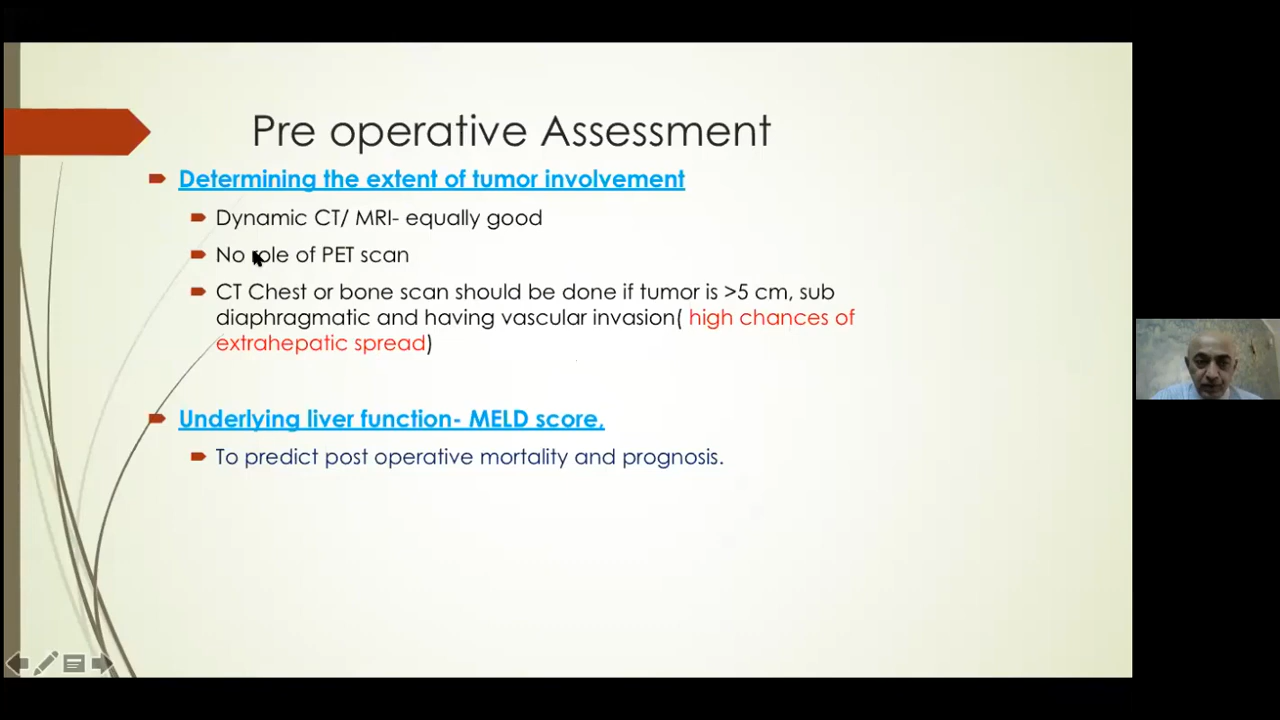 Pre operative Assessment
Determining the extent of tumor involvement
Dynamic CT/ MRI- equally good
No role of PET scan
CT Chest or bone scan should be done if tumor is >5 cm, sub
diaphragmatic and having vascular invasion( high chances of
extrahepatic spread)
Underlying liver function- MELD score,
To predict post operative mortality and prognosis.